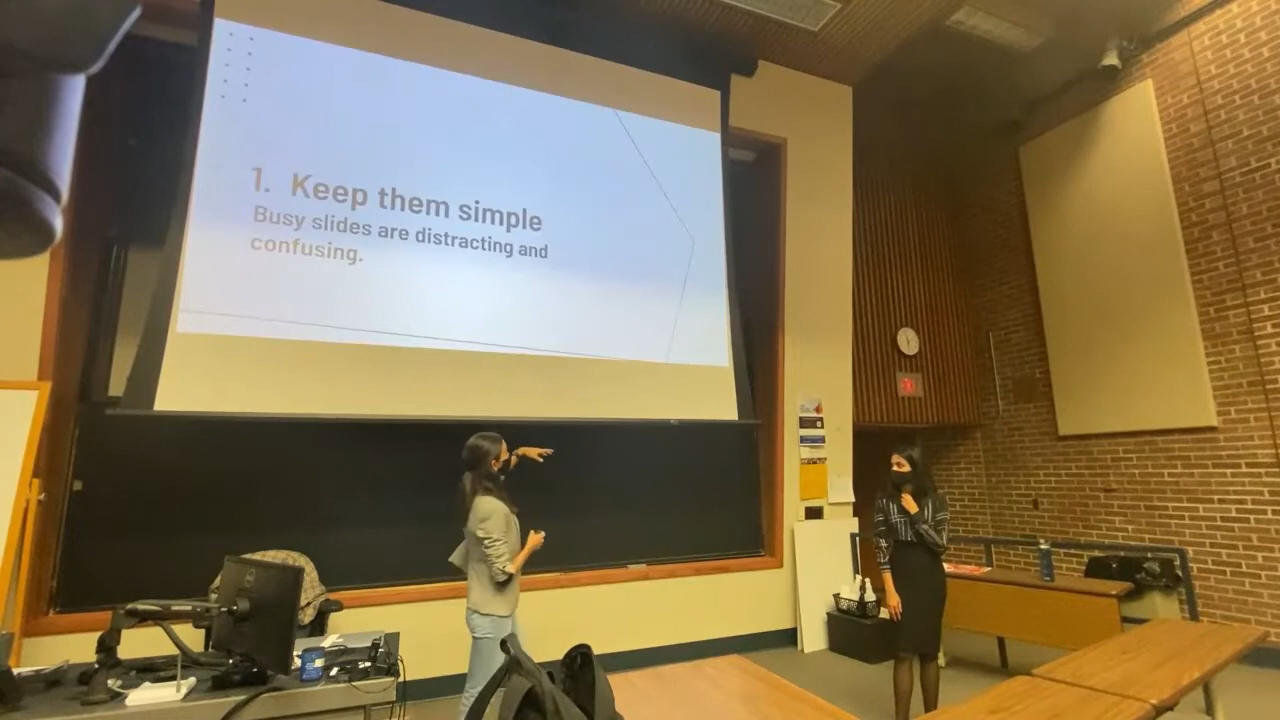 1. Keep them simple
Busy slides are distracting and
confusing.